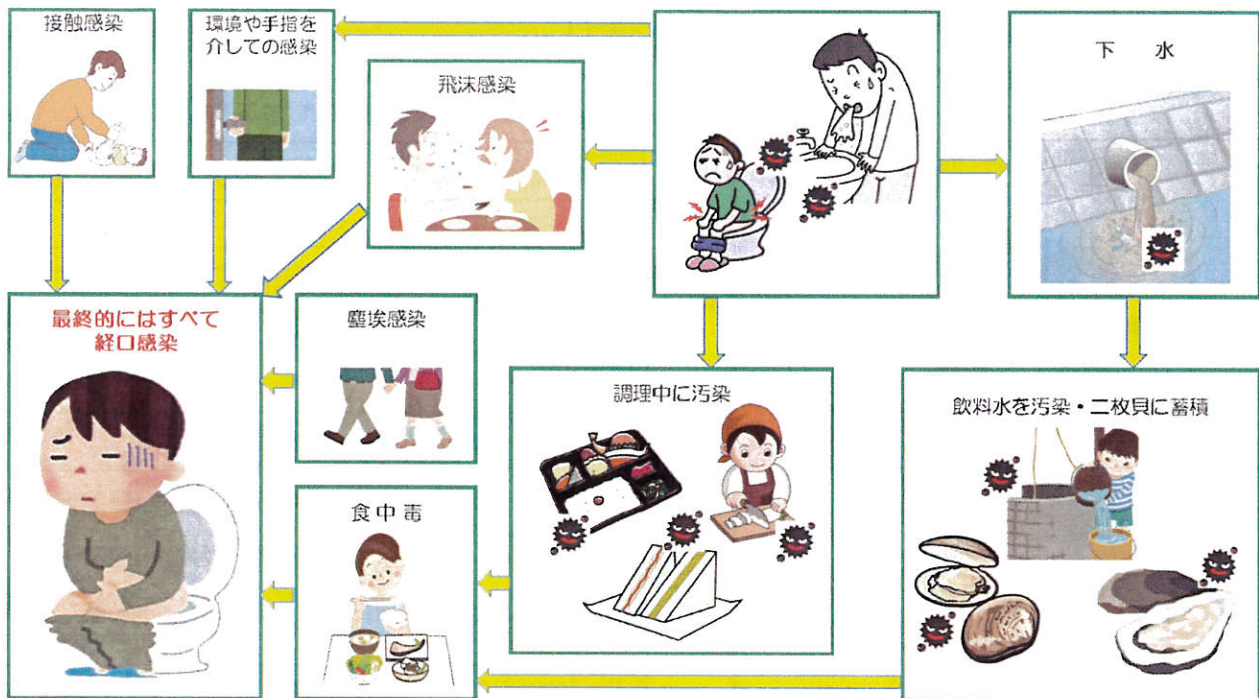 接触感染
環境や手指を
介しての感染
飛沫感染
下水
最終的にはすべて
経口感染
塵埃感染
調理中に汚染
飲料水を汚染・二枚貝に蓄積
食中毒